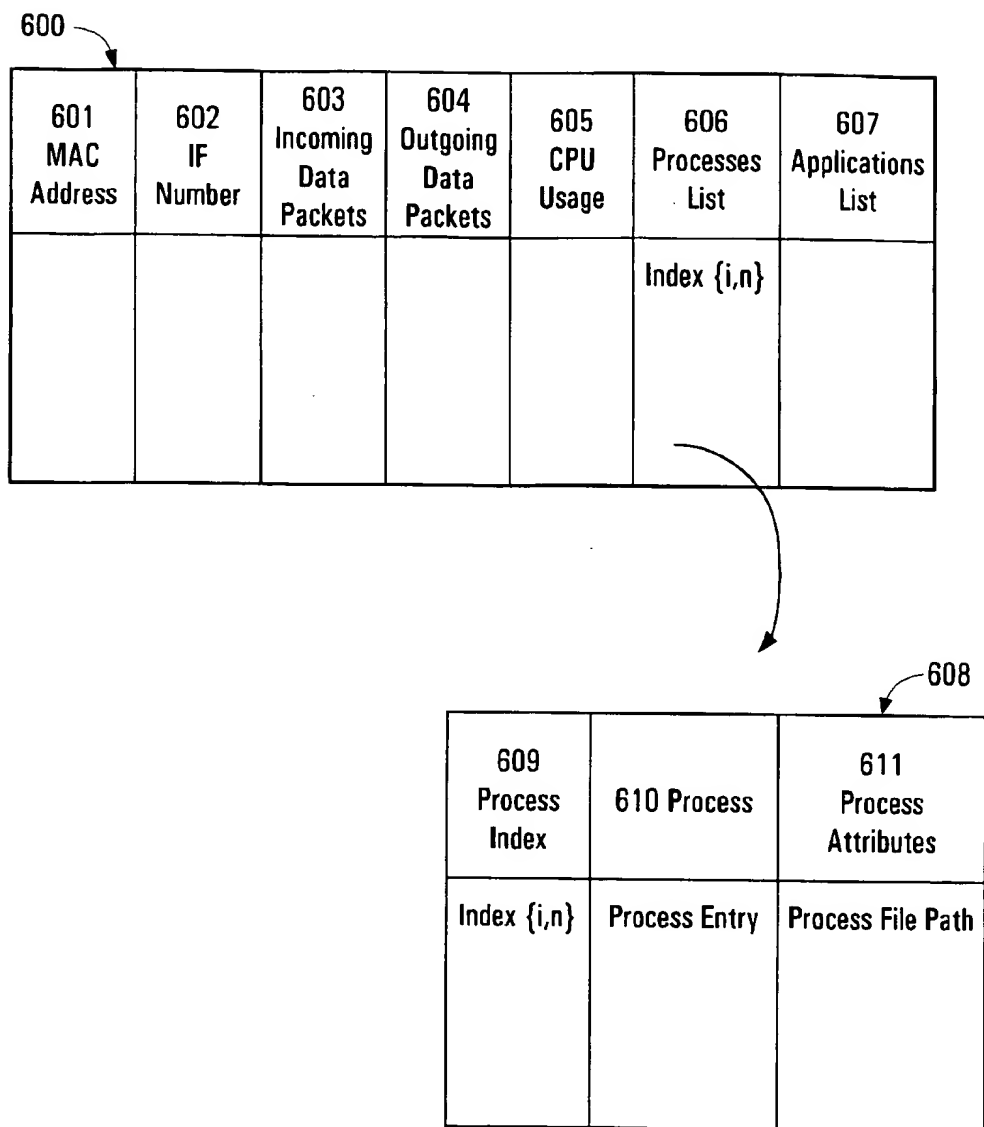 600
601
MAC
Address
602
IF
Number
603
Incoming
Data
Packets
604
Outgoing
Data
Packets
605
CPU
Usage
606
Processes
List
607
Applications
List
Index {i,n}
608
609
Process
Index
610 Process
611
Process
Attributes
Index {i,n}
Process Entry
Process File Path